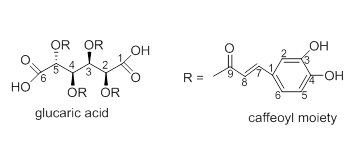 OR OR
O 5 4 3 2 1 OH
6 O
HO OR OR
glucaric acid
R =
O
9 8 7 1 2 3 OH
4 OH
6 5
caffeoyl moiety